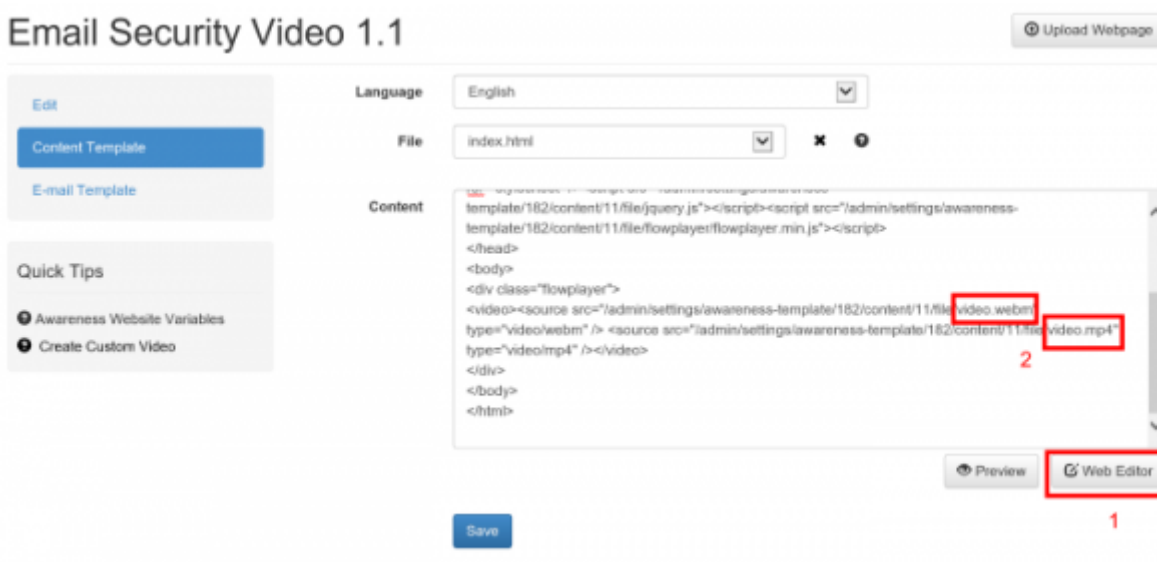 Email Security Video 1.1
Upload Webpage
Edit
Content Template
E-mail Template
Quick Tips
Awareness Website Variables
Create Custom Video
Language
English
File
index.html
Content
template/182/content/11/file/jquery.js"></script><script src="/admin/settings/awareness-
template/182/content/11/file/flowplayer/flowplayer.min.js"></script>
</head>
<body>
<div class="flowplayer">
<video><source src="/admin/settings/awareness-template/182/content/11/file/video.webm"
type="video/webm" /> <source src="/admin/settings/awareness-template/182/content/11/file/video.mp4"
type="video/mp4" /></video>
</div>
</body>
</html>
2
Preview
Web Editor
1
Save